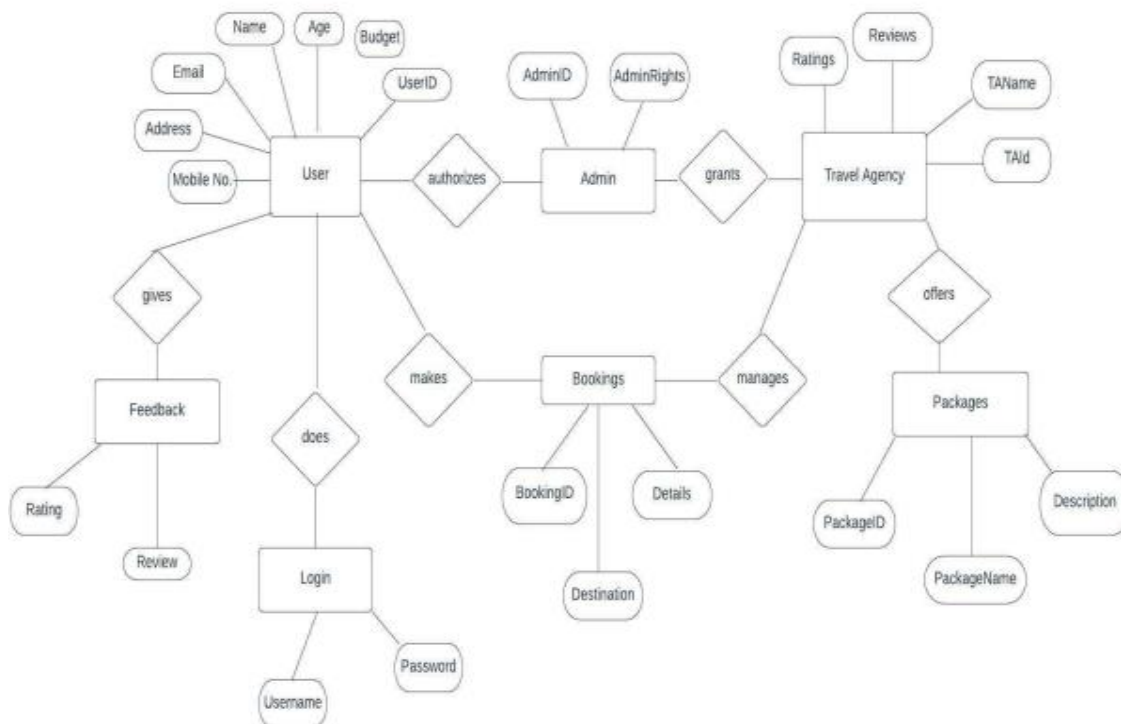 Name
Age
Budget
Reviews
Ratings
Email
AdminID
AdminRights
UserID
TAName
Address
User
authorizes
Admin
grants
Travel Agency
TAId
Mobile No.
gives
offers
makes
Bookings
manages
Feedback
Packages
does
BookingID
Details
Rating
PackageID
Description
Review
Login
Destination
PackageName
Password
Username